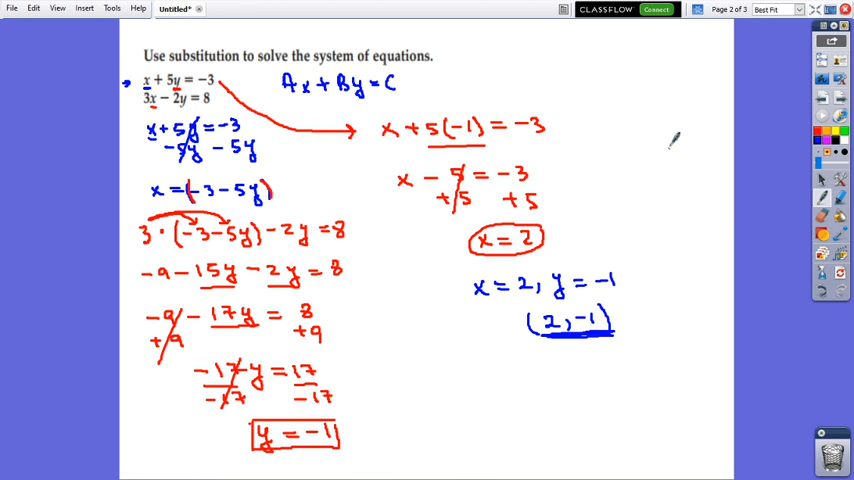 File Edit View Insert Tools Help Untitled* CLASSFLOW Connect Page 2 of 3 Best Fit
Use substitution to solve the system of equations.
x + 5y = −3
3x − 2y = 8
Ax + By = C
x + 5y = -3
-5y -5y
x = (-3 - 5y)
3 · (-3 - 5y) - 2y = 8
-9 - 15y - 2y = 8
-9 - 17y = 8
+9 +9
-17y = 17
-17 -17
y = -1
x + 5(-1) = -3
x - 5 = -3
+5 +5
x = 2
x = 2, y = -1
(2, -1)